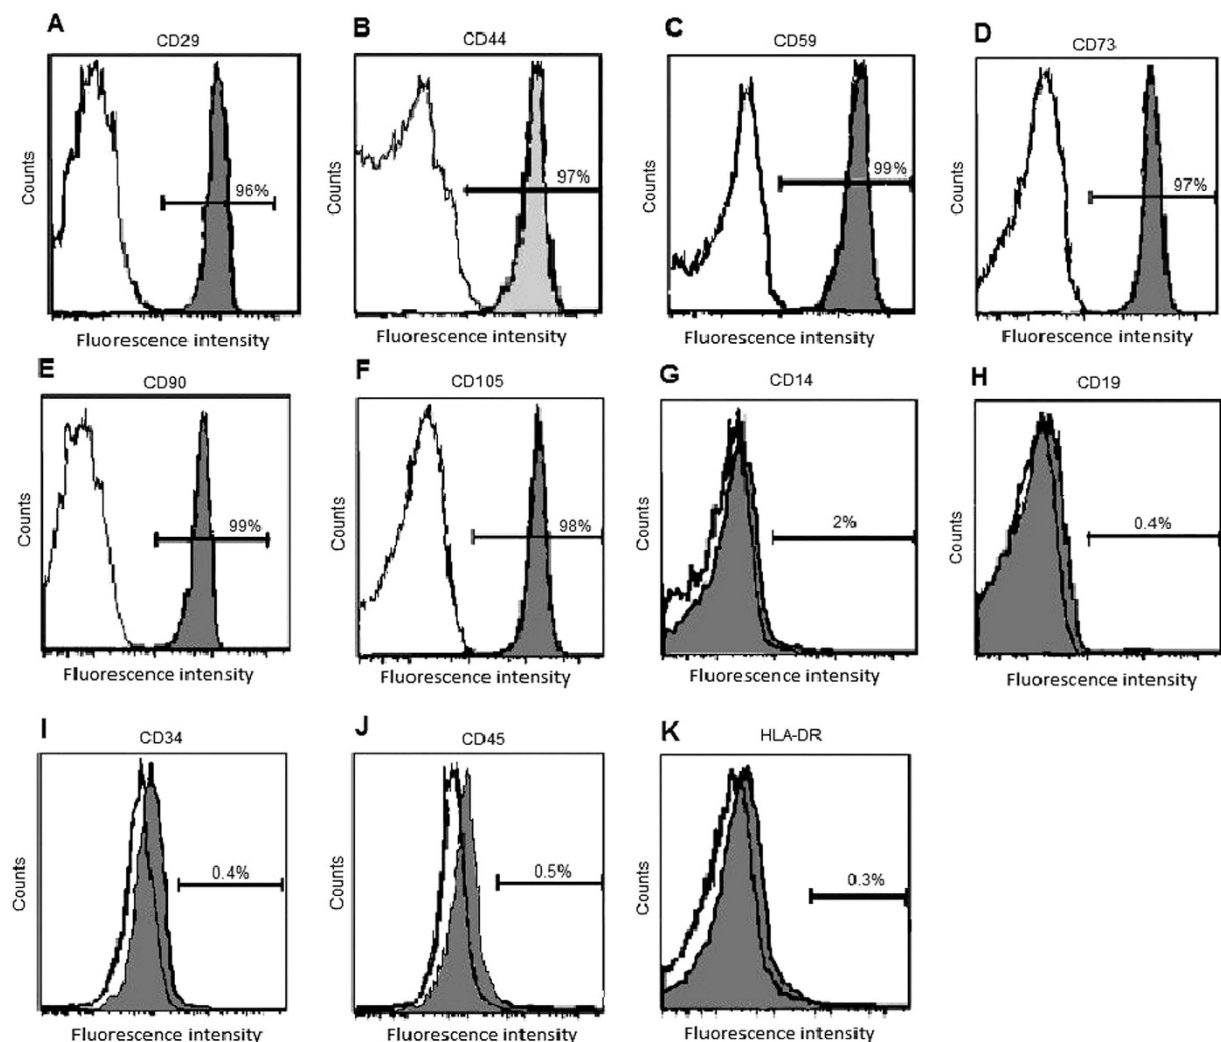 A
CD29
Counts
96%
Fluorescence intensity
B
CD44
Counts
97%
Fluorescence intensity
C
CD59
Counts
99%
Fluorescence intensity
D
CD73
Counts
97%
Fluorescence intensity
E
CD90
Counts
99%
Fluorescence intensity
F
CD105
Counts
98%
Fluorescence intensity
G
CD14
Counts
2%
Fluorescence intensity
H
CD19
Counts
0.4%
Fluorescence intensity
I
CD34
Counts
0.4%
Fluorescence intensity
J
CD45
Counts
0.5%
Fluorescence intensity
K
HLA-DR
Counts
0.3%
Fluorescence intensity